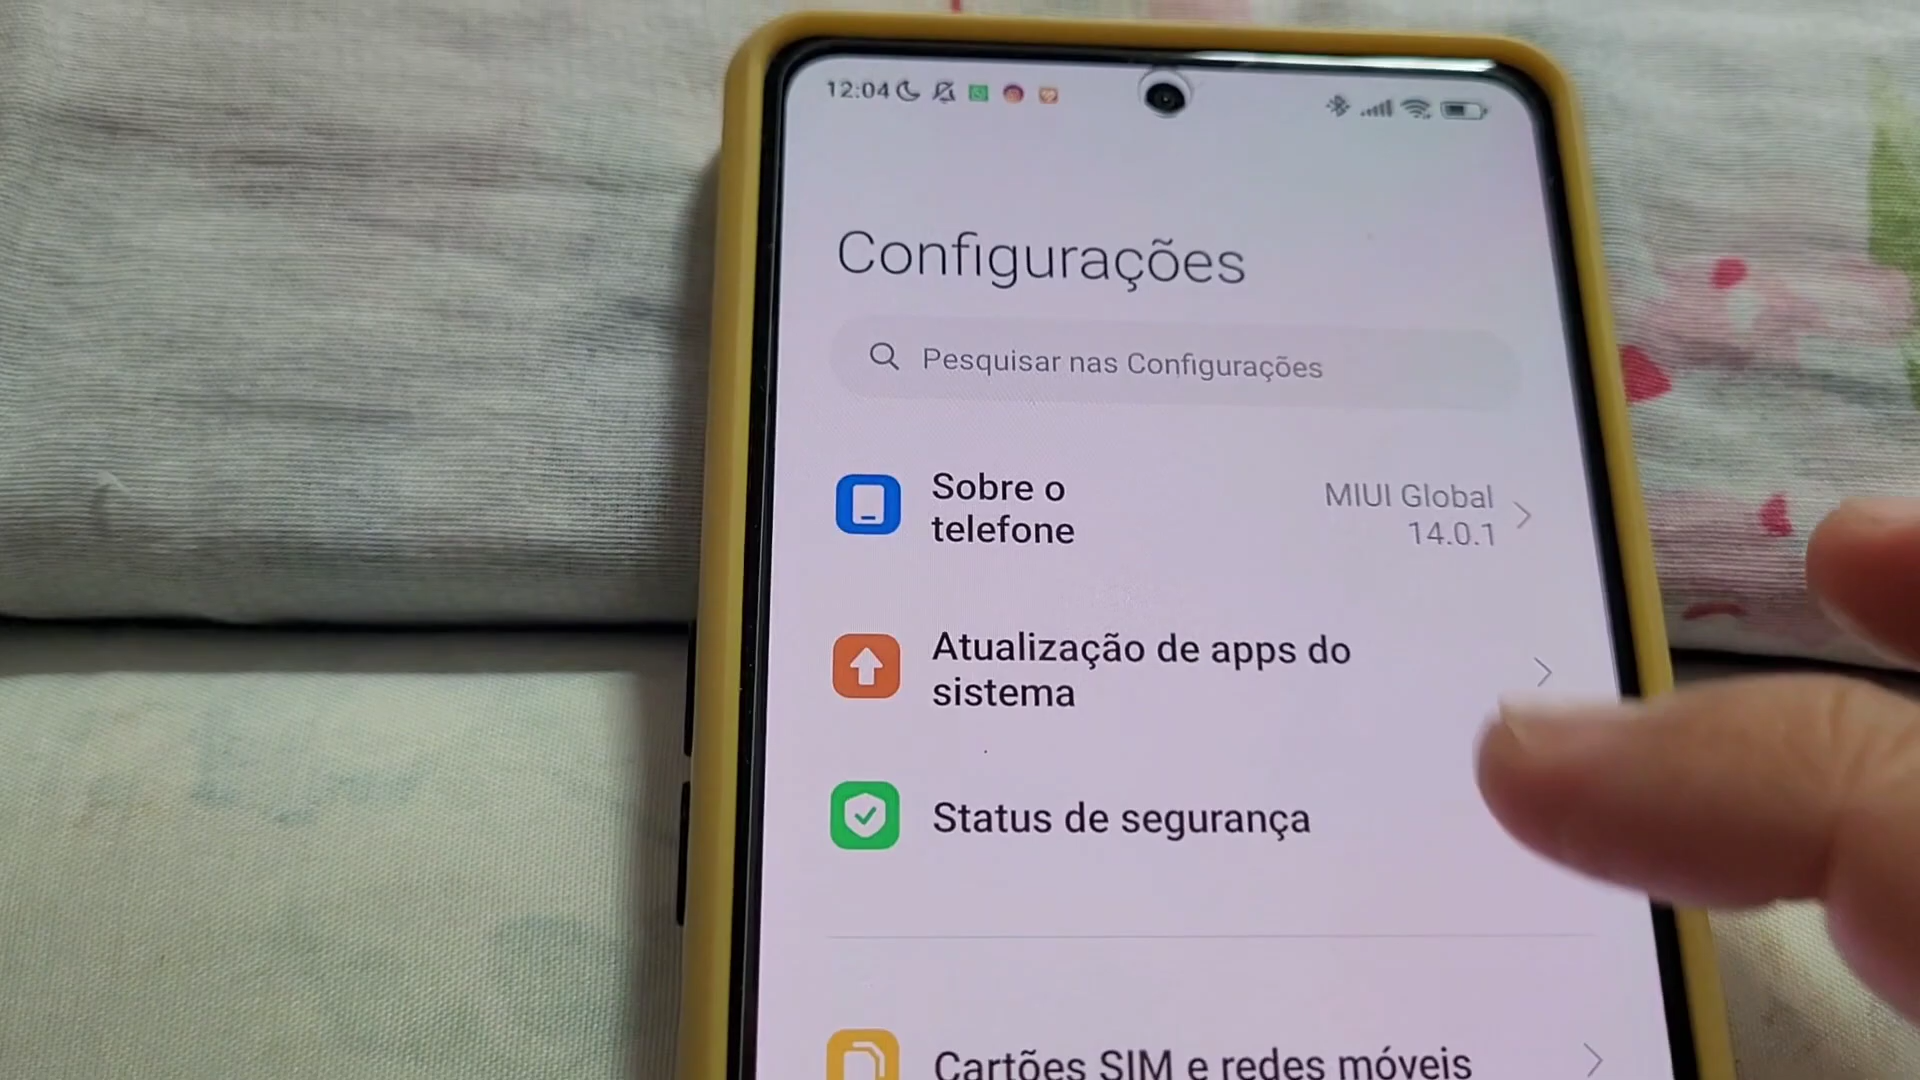 12:04
Configurações
Pesquisar nas Configurações
Sobre o
telefone
MIUI Global
14.0.1
Atualização de apps do
sistema
Status de segurança
Cartões SIM e redes móveis